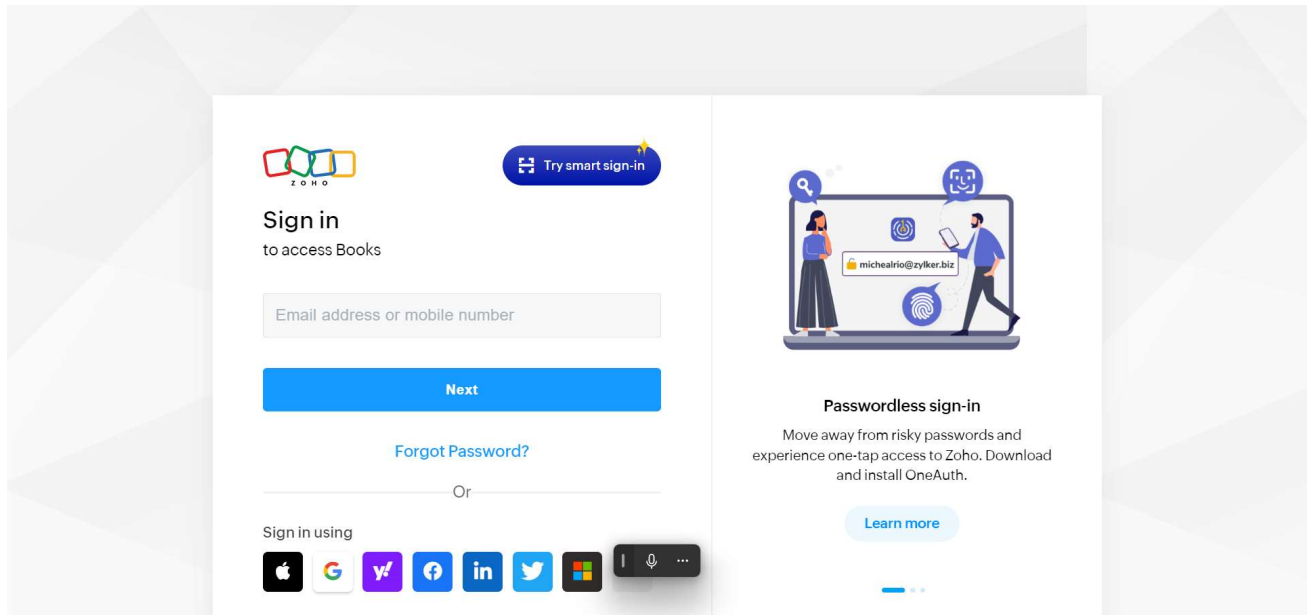 ZOHO
Try smart sign-in
Sign in
to access Books
Email address or mobile number
Next
Forgot Password?
Or
Sign in using
G
y!
f
in
michealrio@zylker.biz
Passwordless sign-in
Move away from risky passwords and
experience one-tap access to Zoho. Download
and install OneAuth.
Learn more